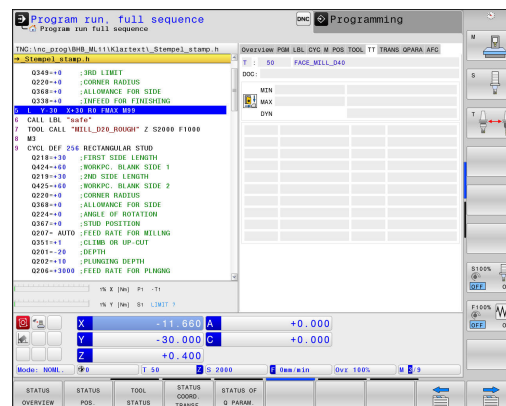 Program run, full sequence
Program run full sequence
DNC
Programming
TNC:\nc_prog\BHB_ML11\Klartext\_Stempel_stamp.h
→_Stempel_stamp.h
Q349=+0 ;3RD LIMIT
Q220=+0 ;CORNER RADIUS
Q368=+0 ;ALLOWANCE FOR SIDE
Q338=+0 ;INFEED FOR FINISHING
5 L Y-30 X+30 R0 FMAX M99
6 CALL LBL "safe"
7 TOOL CALL "MILL_D20_ROUGH" Z S2000 F1000
8 M3
9 CYCL DEF 256 RECTANGULAR STUD
Q218=+30 ;FIRST SIDE LENGTH
Q424=+60 ;WORKPC. BLANK SIDE 1
Q219=+30 ;2ND SIDE LENGTH
Q425=+60 ;WORKPC. BLANK SIDE 2
Q220=+0 ;CORNER RADIUS
Q368=+0 ;ALLOWANCE FOR SIDE
Q224=+0 ;ANGLE OF ROTATION
Q367=+0 ;STUD POSITION
Q207= AUTO ;FEED RATE FOR MILLNG
Q351=+1 ;CLIMB OR UP-CUT
Q201=-20 ;DEPTH
Q202=+10 ;PLUNGING DEPTH
Q206=+3000 ;FEED RATE FOR PLNGNG
Overview PGM LBL CYC M POS TOOL TT TRANS QPARA AFC
T : 50 FACE_MILL_D40
DOC:
MIN
MAX
DYN
1% X [Nm] P1 -T1
1% Y [Nm] S1 LIMIT 1
X -11.660 A +0.000
Y -30.000 C +0.000
Z +0.400
Mode: NOML. 0 T 50 Z S 2000 F 0mm/min Ovr 100% M 3/9
M
S
T
S100%
OFF
F100%
OFF
STATUS OVERVIEW
STATUS POS.
TOOL STATUS
STATUS COORD. TRANSF.
STATUS OF Q PARAM.